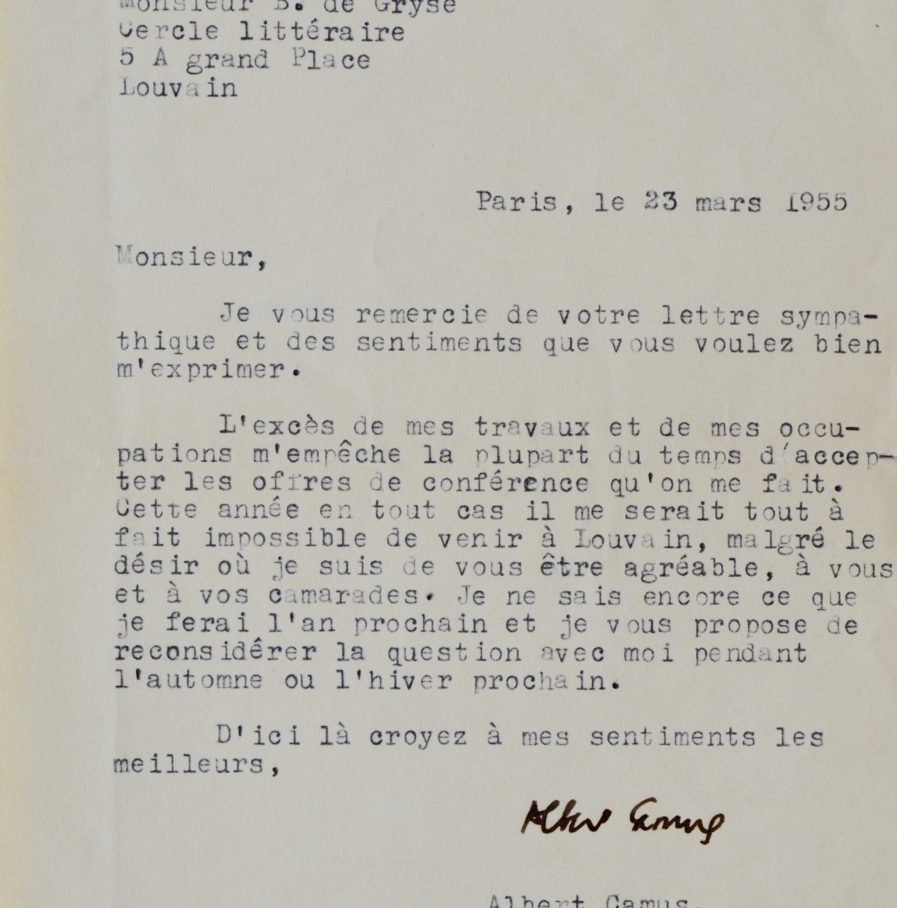 Monsieur B. de Gryse
Cercle littéraire
5 A grand Place
Louvain
Paris, le 23 mars 1955
Monsieur,
Je vous remercie de votre lettre sympa-
thique et des sentiments que vous voulez bien
m'exprimer.
L'excès de mes travaux et de mes occu-
pations m'empêche la plupart du temps d'accep-
ter les offres de conférence qu'on me fait.
Cette année en tout cas il me serait tout à
fait impossible de venir à Louvain, malgré le
désir où je suis de vous être agréable, à vous
et à vos camarades. Je ne sais encore ce que
je ferai l'an prochain et je vous propose de
reconsidérer la question avec moi pendant
l'automne ou l'hiver prochain.
D'ici là croyez à mes sentiments les
meilleurs,
Albert Camus
Albert Camus.